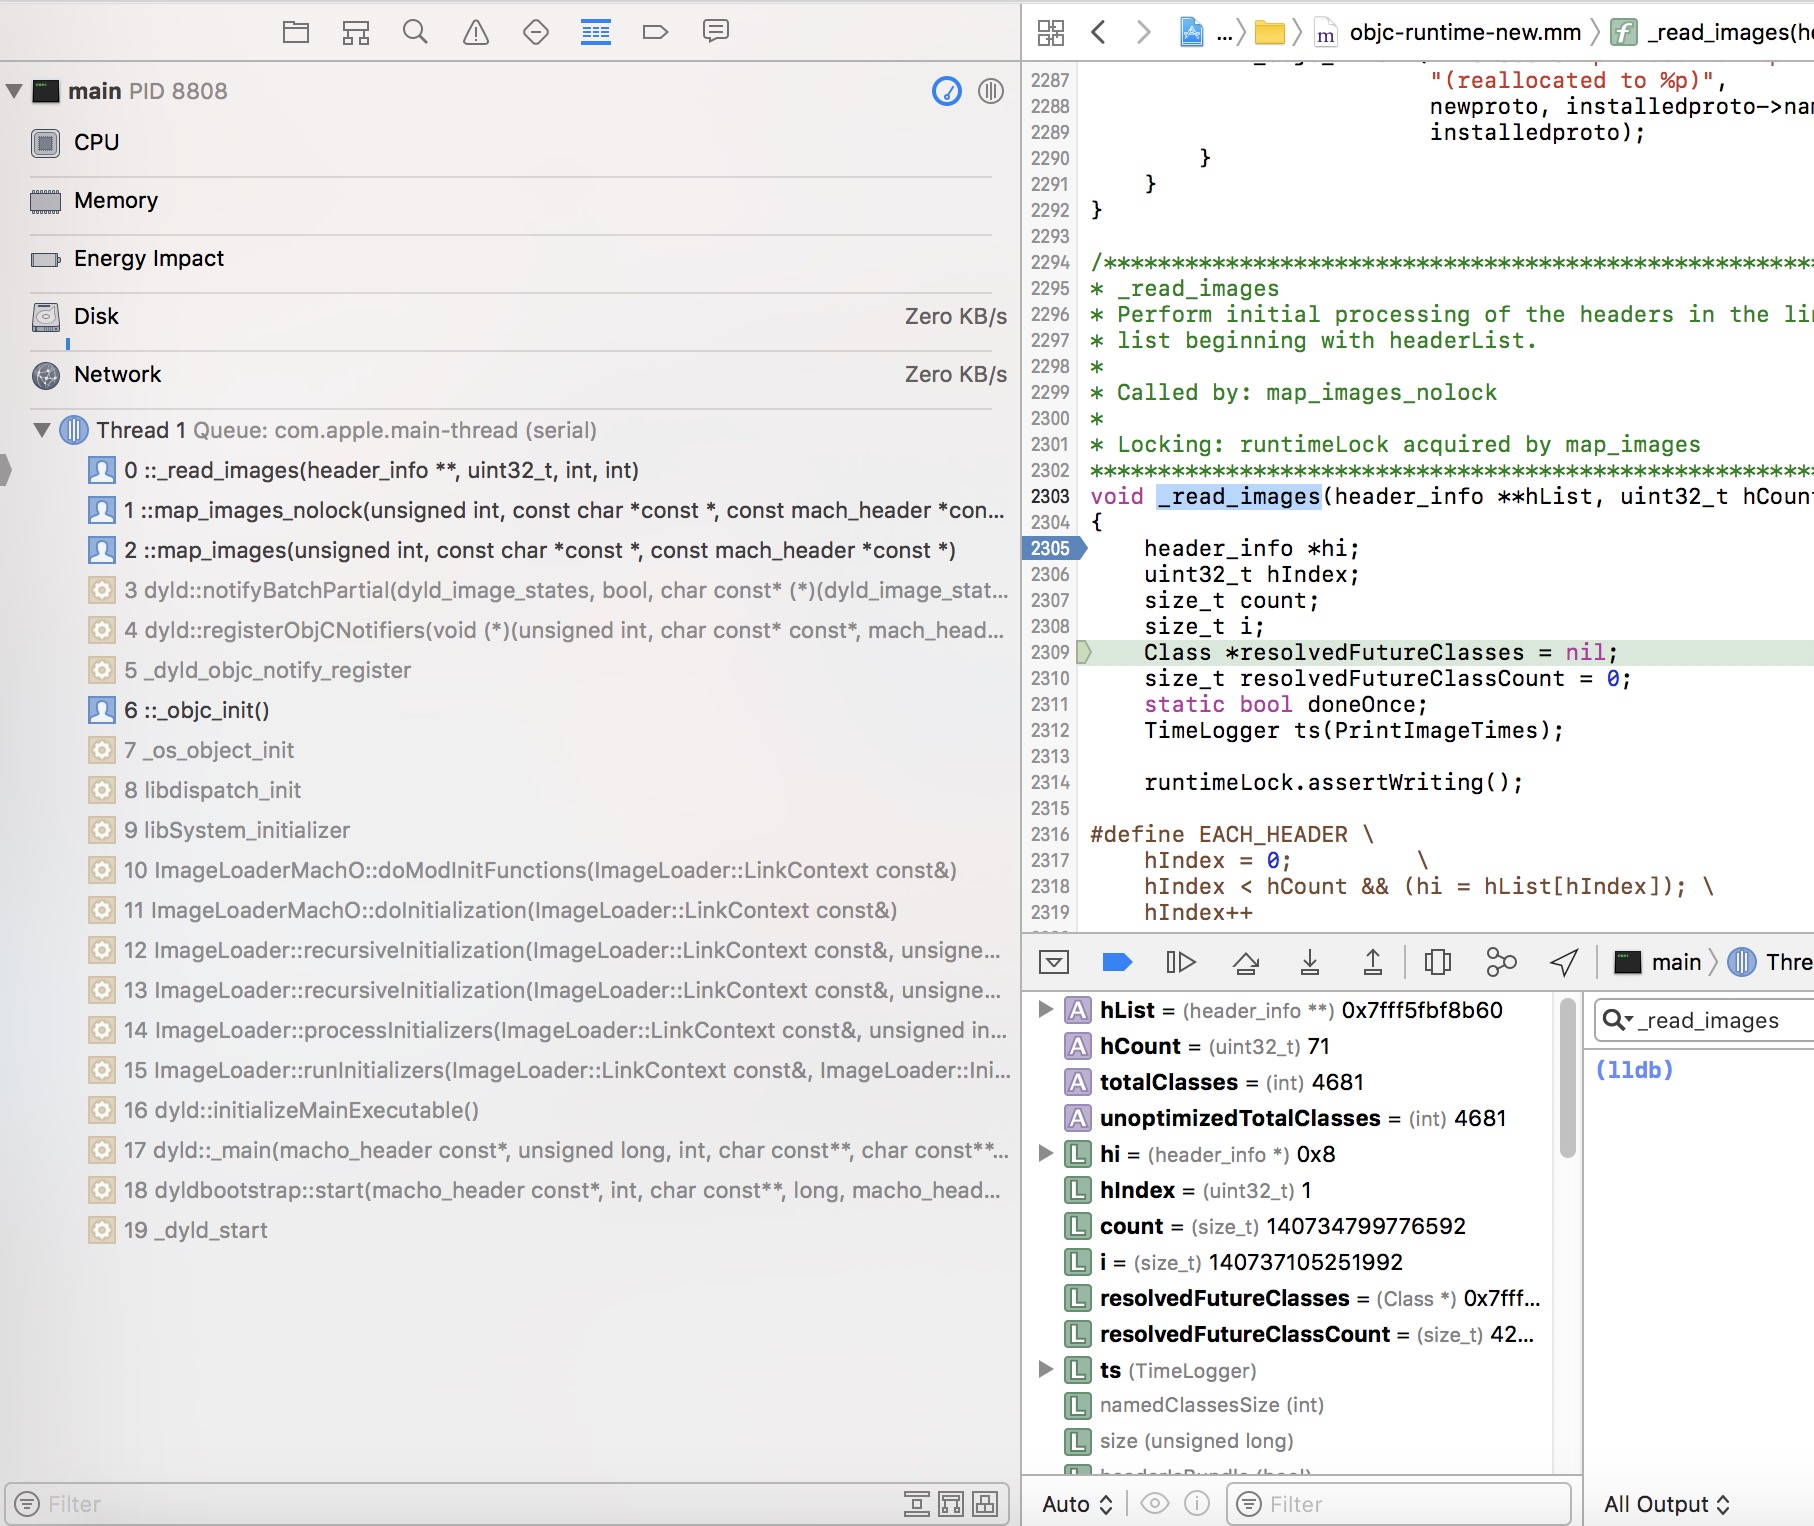 main PID 8808
CPU
Memory
Energy Impact
Disk Zero KB/s
Network Zero KB/s
Thread 1 Queue: com.apple.main-thread (serial)
0 ::_read_images(header_info **, uint32_t, int, int)
1 ::map_images_nolock(unsigned int, const char *const *, const mach_header *con...
2 ::map_images(unsigned int, const char *const *, const mach_header *const *)
3 dyld::notifyBatchPartial(dyld_image_states, bool, char const* (*)(dyld_image_stat...
4 dyld::registerObjCNotifiers(void (*)(unsigned int, char const* const*, mach_head...
5 _dyld_objc_notify_register
6 ::_objc_init()
7 _os_object_init
8 libdispatch_init
9 libSystem_initializer
10 ImageLoaderMachO::doModInitFunctions(ImageLoader::LinkContext const&)
11 ImageLoaderMachO::doInitialization(ImageLoader::LinkContext const&)
12 ImageLoader::recursiveInitialization(ImageLoader::LinkContext const&, unsigne...
13 ImageLoader::recursiveInitialization(ImageLoader::LinkContext const&, unsigne...
14 ImageLoader::processInitializers(ImageLoader::LinkContext const&, unsigned in...
15 ImageLoader::runInitializers(ImageLoader::LinkContext const&, ImageLoader::Ini...
16 dyld::initializeMainExecutable()
17 dyld::_main(macho_header const*, unsigned long, int, char const**, char const**...
18 dyldbootstrap::start(macho_header const*, int, char const**, long, macho_head...
19 _dyld_start
Filter
... objc-runtime-new.mm f _read_images(he
2287 "(reallocated to %p)",
2288 newproto, installedproto->nam
2289 installedproto);
2290 }
2291 }
2292 }
2293
2294 /*****************************************************
2295 * _read_images
2296 * Perform initial processing of the headers in the lin
2297 * list beginning with headerList.
2298 *
2299 * Called by: map_images_nolock
2300 *
2301 * Locking: runtimeLock acquired by map_images
2302 *****************************************************
2303 void _read_images(header_info **hList, uint32_t hCount
2304 {
2305 header_info *hi;
2306 uint32_t hIndex;
2307 size_t count;
2308 size_t i;
2309 Class *resolvedFutureClasses = nil;
2310 size_t resolvedFutureClassCount = 0;
2311 static bool doneOnce;
2312 TimeLogger ts(PrintImageTimes);
2313
2314 runtimeLock.assertWriting();
2315
2316 #define EACH_HEADER \
2317 hIndex = 0; \
2318 hIndex < hCount && (hi = hList[hIndex]); \
2319 hIndex++
main Thre
A hList = (header_info **) 0x7fff5fbf8b60
A hCount = (uint32_t) 71
A totalClasses = (int) 4681
A unoptimizedTotalClasses = (int) 4681
L hi = (header_info *) 0x8
L hIndex = (uint32_t) 1
L count = (size_t) 140734799776592
L i = (size_t) 140737105251992
L resolvedFutureClasses = (Class *) 0x7fff...
L resolvedFutureClassCount = (size_t) 42...
L ts (TimeLogger)
L namedClassesSize (int)
L size (unsigned long)
Auto Filter
_read_images
(lldb)
All Output